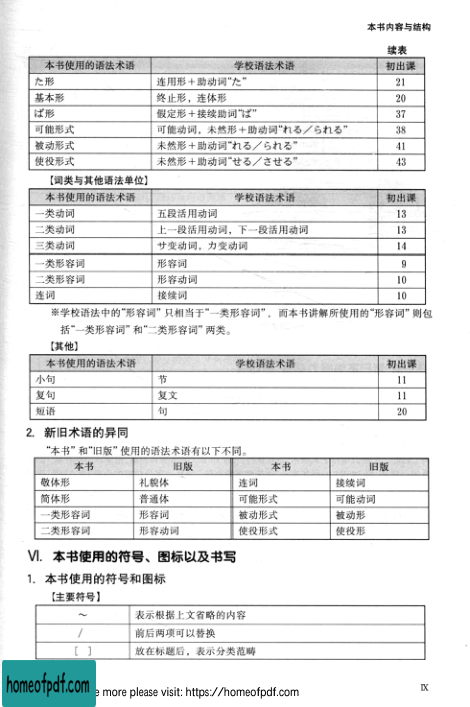 本书内容与结构
续表
本书使用的语法术语 学校语法术语 初出课
た形 连用形＋助动词“た” 21
基本形 终止形，连体形 20
ば形 假定形＋接续助词“ば” 37
可能形式 可能动词，未然形＋助动词“れる／られる” 38
被动形式 未然形＋助动词“れる／られる” 41
使役形式 未然形＋助动词“せる／させる” 43
【词类与其他语法单位】
本书使用的语法术语 学校语法术语 初出课
一类动词 五段活用动词 13
二类动词 上一段活用动词，下一段活用动词 13
三类动词 サ变动词，カ变动词 14
一类形容词 形容词 9
二类形容词 形容动词 10
连词 接续词 10
※学校语法中的“形容词”只相当于“一类形容词”，而本书讲解所使用的“形容词”则包
括“一类形容词”和“二类形容词”两类。
【其他】
本书使用的语法术语 学校语法术语 初出课
小句 节 11
复句 复文 11
短语 句 20
2. 新旧术语的异同
“本书”和“旧版”使用的语法术语有以下不同。
本书 旧版 本书 旧版
敬体形 礼貌体 连词 接续词
简体形 普通体 可能形式 可能动词
一类形容词 形容词 被动形式 被动形
二类形容词 形容动词 使役形式 使役形
Ⅵ. 本书使用的符号、图标以及书写
1. 本书使用的符号和图标
【主要符号】
～ 表示根据上文省略的内容
/ 前后两项可以替换
［ ］ 放在标题后，表示分类范畴
homeofpdf.com
e more please visit: https://homeofpdf.com
Ⅸ